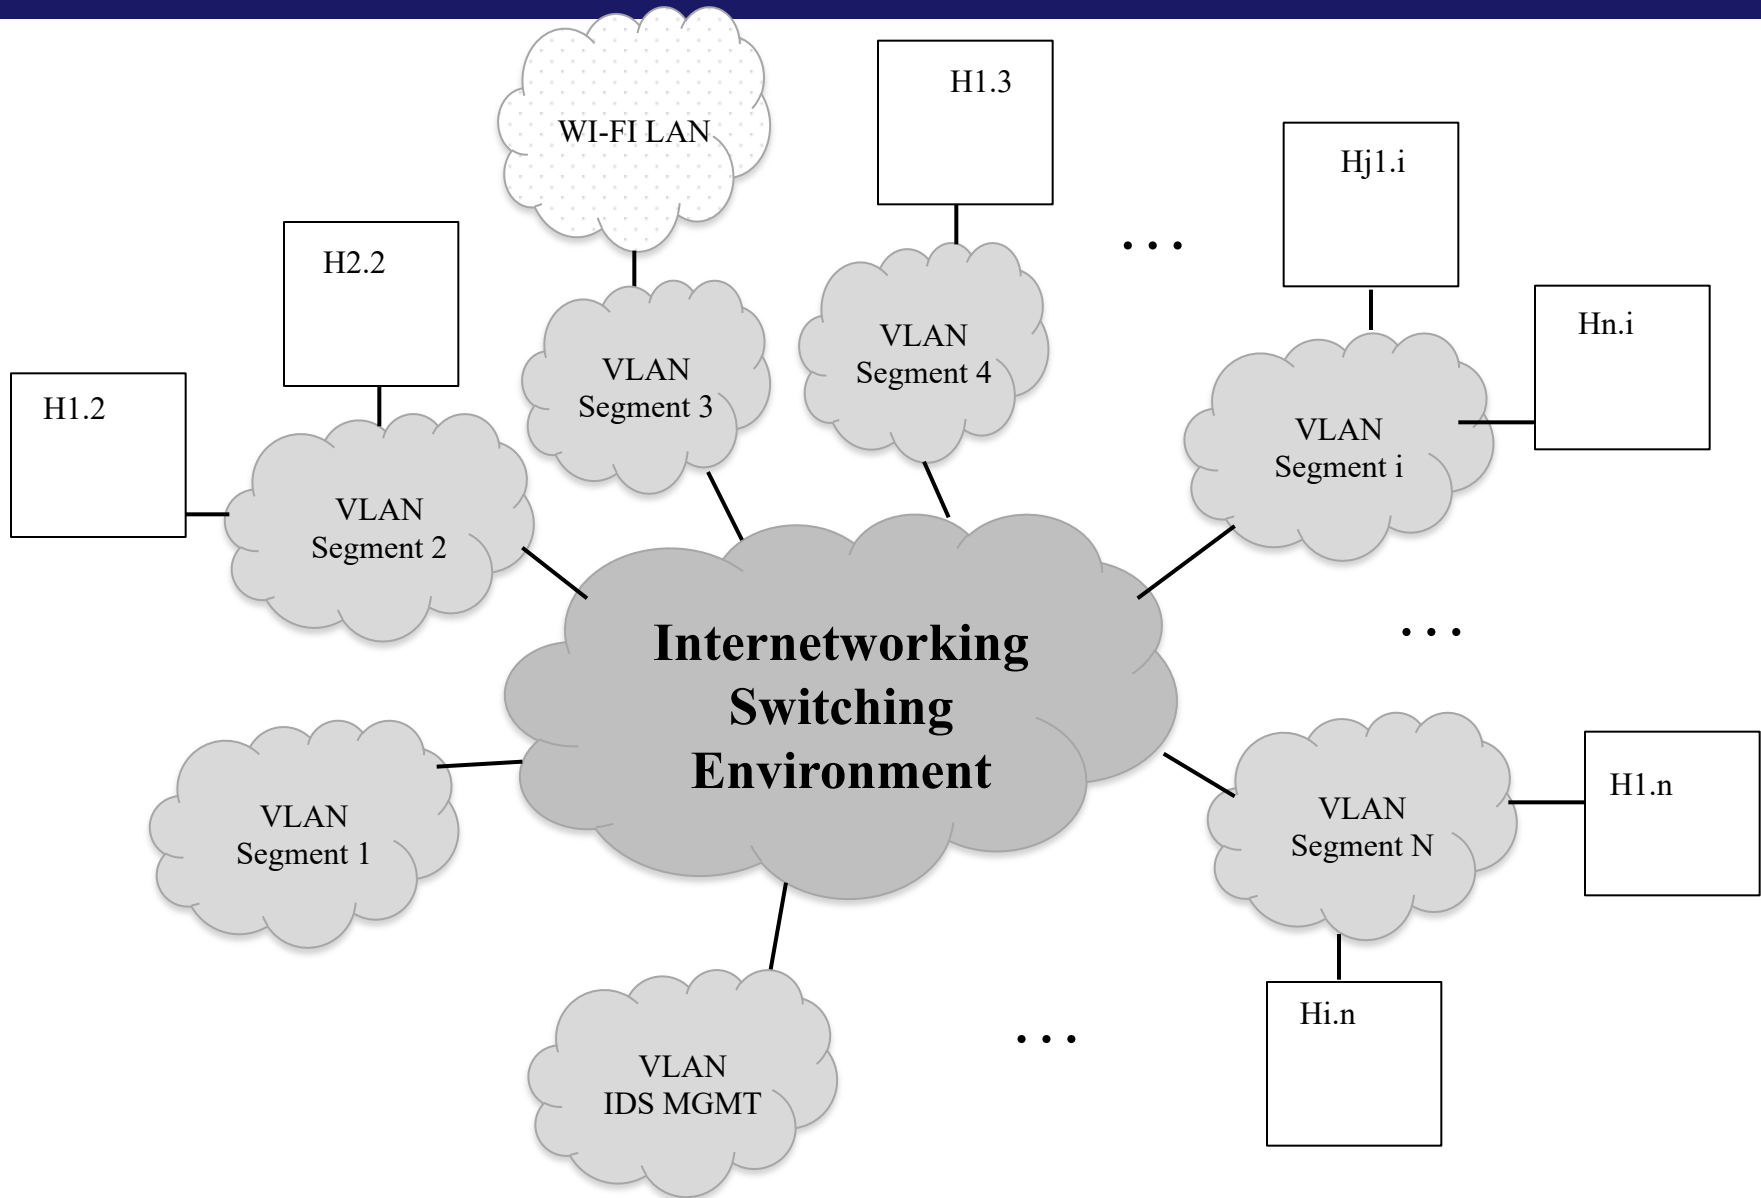 WI-FI LAN
H1.3
Hj1.i
H2.2
Hn.i
H1.2
VLAN
Segment 3
VLAN
Segment 4
VLAN
Segment i
VLAN
Segment 2
. . .
. . .
Internetworking
Switching
Environment
VLAN
Segment 1
VLAN
Segment N
H1.n
Hi.n
VLAN
IDS MGMT
. . .